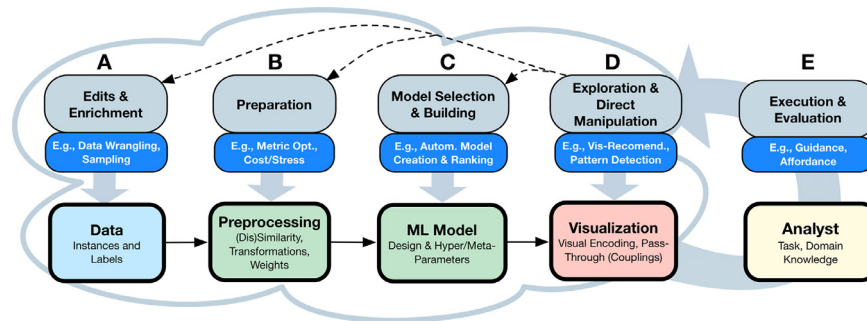 A
B
C
D
E
Edits &
Enrichment
Preparation
Model Selection
& Building
Exploration &
Direct
Manipulation
Execution &
Evaluation
E.g., Data Wrangling,
Sampling
E.g., Metric Opt.,
Cost/Stress
E.g., Autom. Model
Creation & Ranking
E.g., Vis-Recomend.,
Pattern Detection
E.g., Guidance,
Affordance
Data
Instances and
Labels
Preprocessing
(Dis)Similarity,
Transformations,
Weights
ML Model
Design & Hyper/Meta-
Parameters
Visualization
Visual Encoding, Pass-
Through (Couplings)
Analyst
Task, Domain
Knowledge